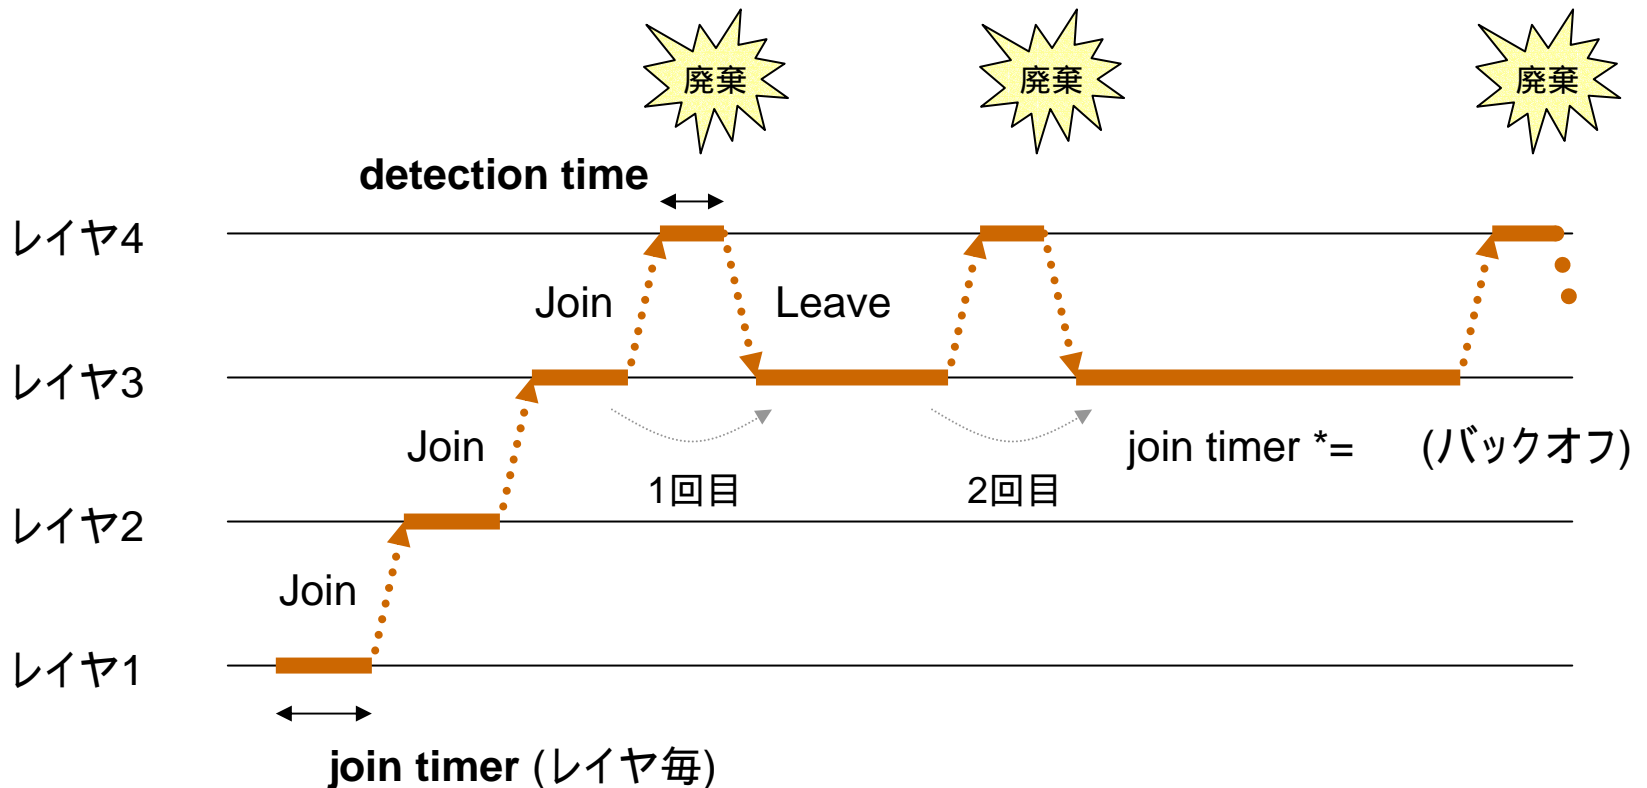 廃棄 廃棄 廃棄
detection time
レイヤ4
Join Leave
レイヤ3
Join join timer *= (バックオフ)
1回目 2回目
レイヤ2
Join
レイヤ1
join timer (レイヤ毎)